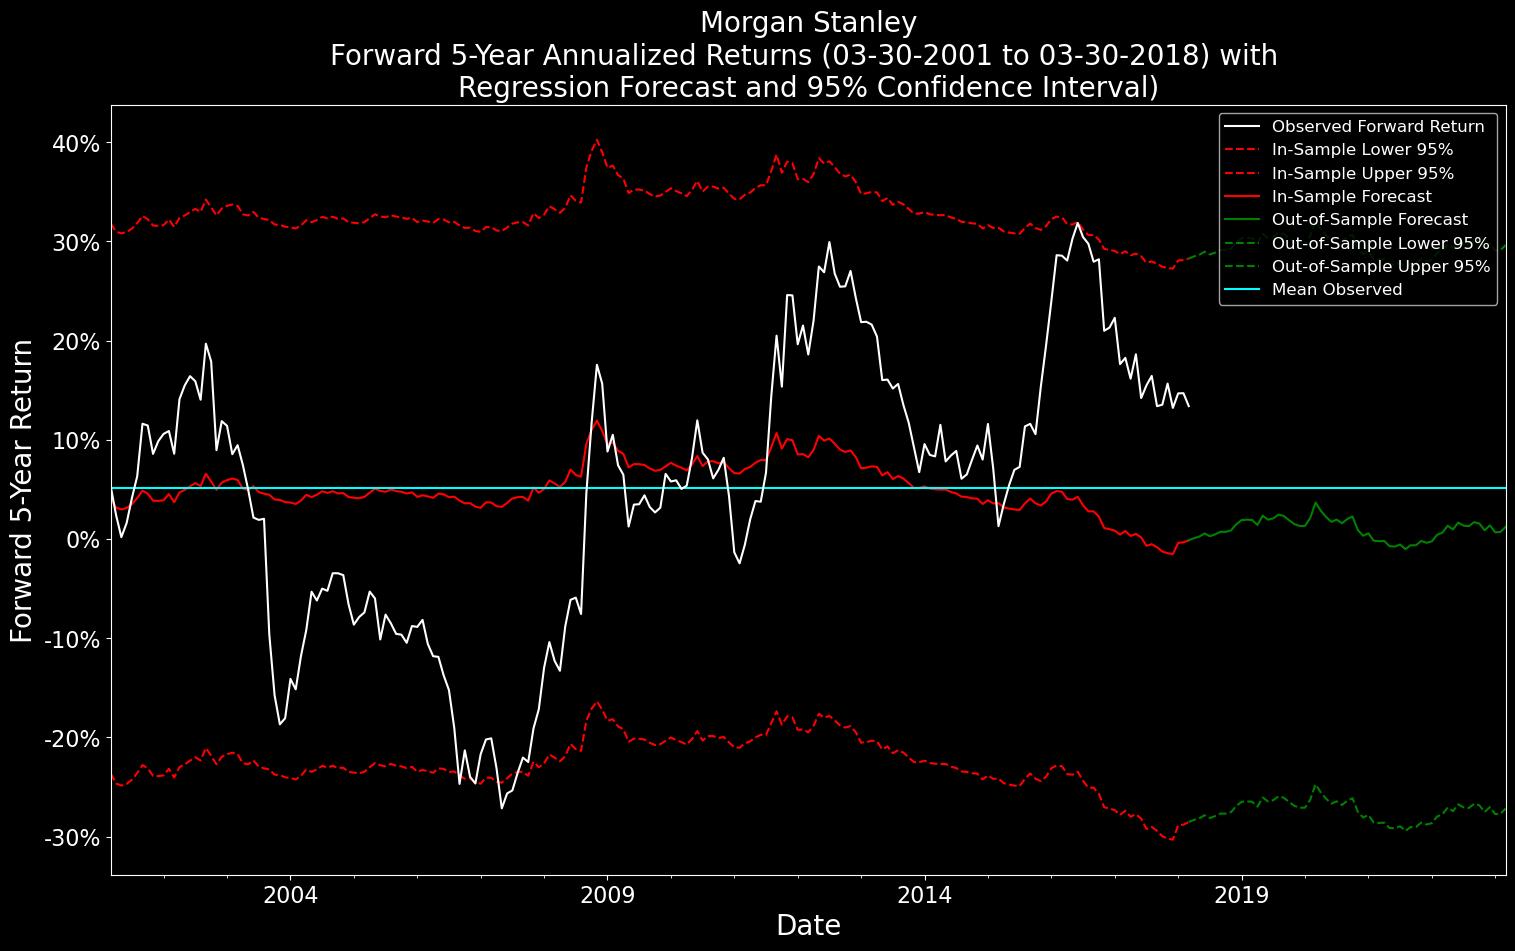 Morgan Stanley
Forward 5-Year Annualized Returns (03-30-2001 to 03-30-2018) with
Regression Forecast and 95% Confidence Interval)
Observed Forward Return
In-Sample Lower 95%
In-Sample Upper 95%
In-Sample Forecast
Out-of-Sample Forecast
Out-of-Sample Lower 95%
Out-of-Sample Upper 95%
Mean Observed
Forward 5-Year Return
40%
30%
20%
10%
0%
-10%
-20%
-30%
2004
2009
2014
2019
Date